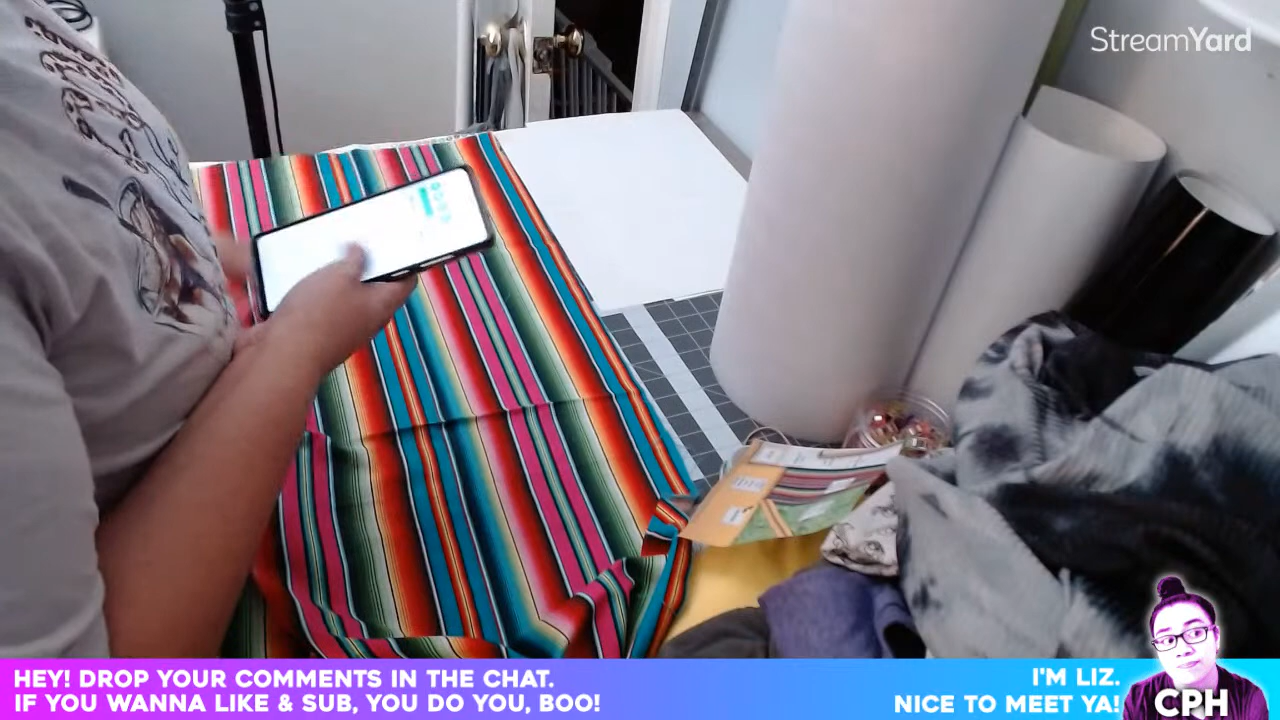 StreamYard
HEY! DROP YOUR COMMENTS IN THE CHAT.
IF YOU WANNA LIKE & SUB, YOU DO YOU, BOO!
I'M LIZ.
NICE TO MEET YA!
CPH